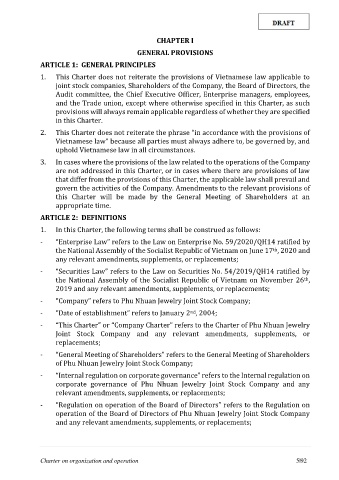 DRAFT
CHAPTER I
GENERAL PROVISIONS
ARTICLE 1: GENERAL PRINCIPLES
1. This Charter does not reiterate the provisions of Vietnamese law applicable to
joint stock companies, Shareholders of the Company, the Board of Directors, the
Audit committee, the Chief Executive Officer, Enterprise managers, employees,
and the Trade union, except where otherwise specified in this Charter, as such
provisions will always remain applicable regardless of whether they are specified
in this Charter.
2. This Charter does not reiterate the phrase "in accordance with the provisions of
Vietnamese law" because all parties must always adhere to, be governed by, and
uphold Vietnamese law in all circumstances.
3. In cases where the provisions of the law related to the operations of the Company
are not addressed in this Charter, or in cases where there are provisions of law
that differ from the provisions of this Charter, the applicable law shall prevail and
govern the activities of the Company. Amendments to the relevant provisions of
this Charter will be made by the General Meeting of Shareholders at an
appropriate time.
ARTICLE 2: DEFINITIONS
1. In this Charter, the following terms shall be construed as follows:
- "Enterprise Law" refers to the Law on Enterprise No. 59/2020/QH14 ratified by
the National Assembly of the Socialist Republic of Vietnam on June 17th, 2020 and
any relevant amendments, supplements, or replacements;
- "Securities Law" refers to the Law on Securities No. 54/2019/QH14 ratified by
the National Assembly of the Socialist Republic of Vietnam on November 26th,
2019 and any relevant amendments, supplements, or replacements;
- "Company" refers to Phu Nhuan Jewelry Joint Stock Company;
- "Date of establishment" refers to January 2nd, 2004;
- "This Charter" or "Company Charter" refers to the Charter of Phu Nhuan Jewelry
Joint Stock Company and any relevant amendments, supplements, or
replacements;
- "General Meeting of Shareholders" refers to the General Meeting of Shareholders
of Phu Nhuan Jewelry Joint Stock Company;
- "Internal regulation on corporate governance" refers to the Internal regulation on
corporate governance of Phu Nhuan Jewelry Joint Stock Company and any
relevant amendments, supplements, or replacements;
- "Regulation on operation of the Board of Directors" refers to the Regulation on
operation of the Board of Directors of Phu Nhuan Jewelry Joint Stock Company
and any relevant amendments, supplements, or replacements;
Charter on organization and operation 5/92